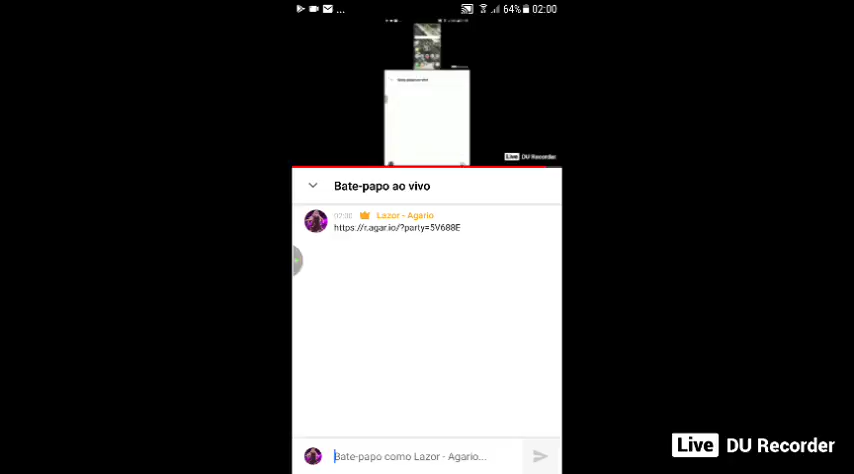 ... 64% 02:00
Live DU Recorder
Bate-papo ao vivo
02:00 Lazor - Agario
https://r.agar.io/?party=5V688E
Bate-papo como Lazor - Agario...
Live DU Recorder